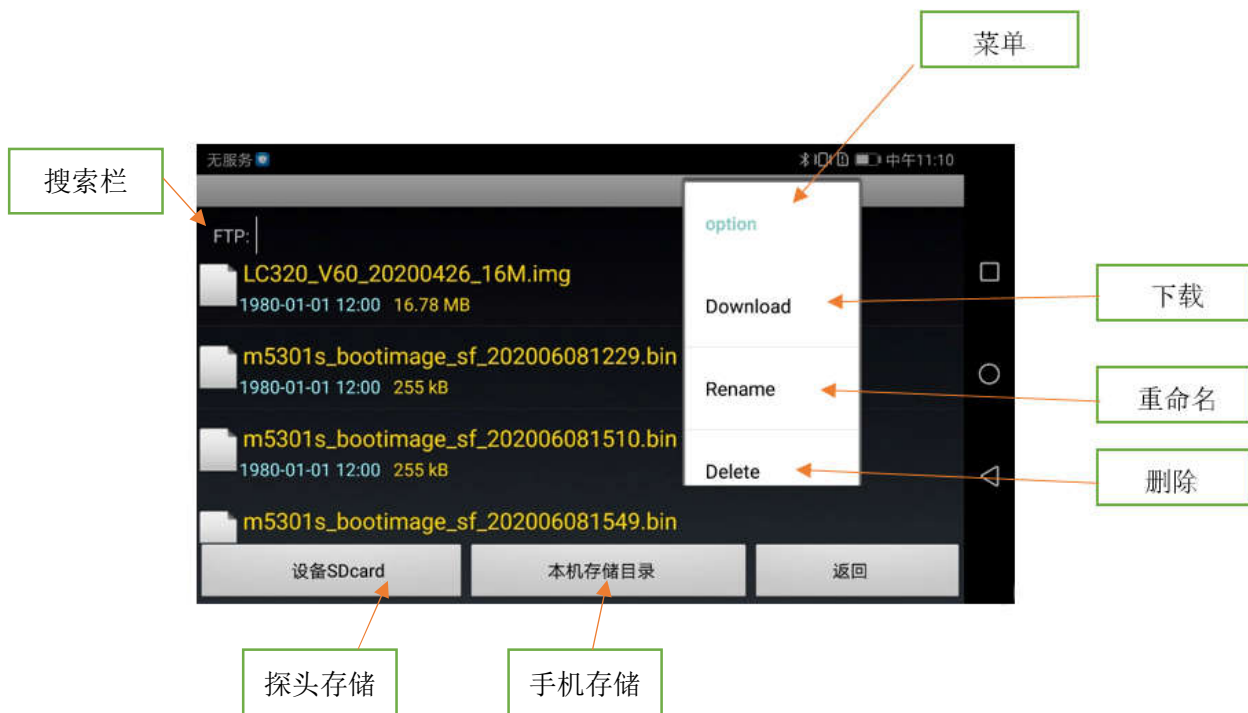 菜单
搜索栏
无服务
中午11:10
FTP:
option
LC320_V60_20200426_16M.img
1980-01-01 12:00 16.78 MB
Download
下载
m5301s_bootimage_sf_202006081229.bin
1980-01-01 12:00 255 kB
Rename
重命名
m5301s_bootimage_sf_202006081510.bin
1980-01-01 12:00 255 kB
Delete
删除
m5301s_bootimage_sf_202006081549.bin
设备SDcard
本机存储目录
返回
探头存储
手机存储